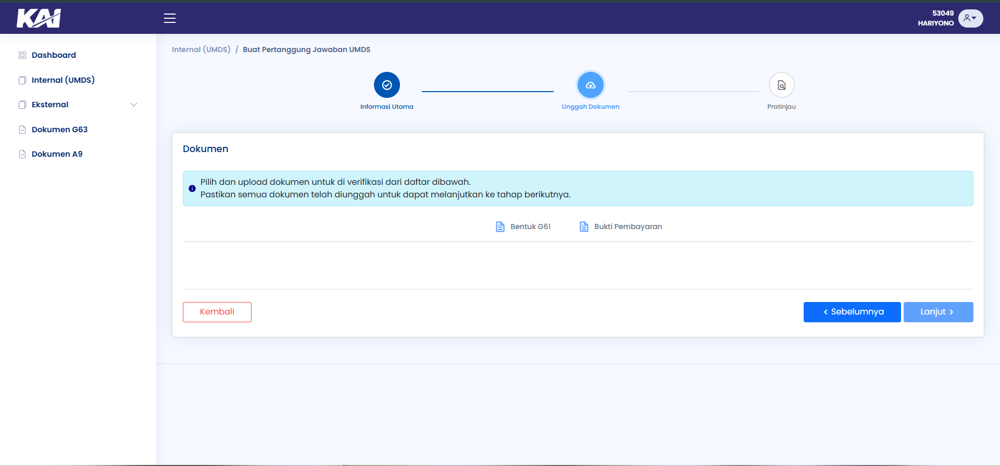 KAI
53049
HARIYONO
Dashboard
Internal (UMDS)
Eksternal
Dokumen G63
Dokumen A9
Internal (UMDS) / Buat Pertanggung Jawaban UMDS
Informasi Utama
Unggah Dokumen
Pratinjau
Dokumen
Pilih dan upload dokumen untuk di verifikasi dari daftar dibawah.
Pastikan semua dokumen telah diunggah untuk dapat melanjutkan ke tahap berikutnya.
Bentuk G61
Bukti Pembayaran
Kembali
Sebelumnya
Lanjut